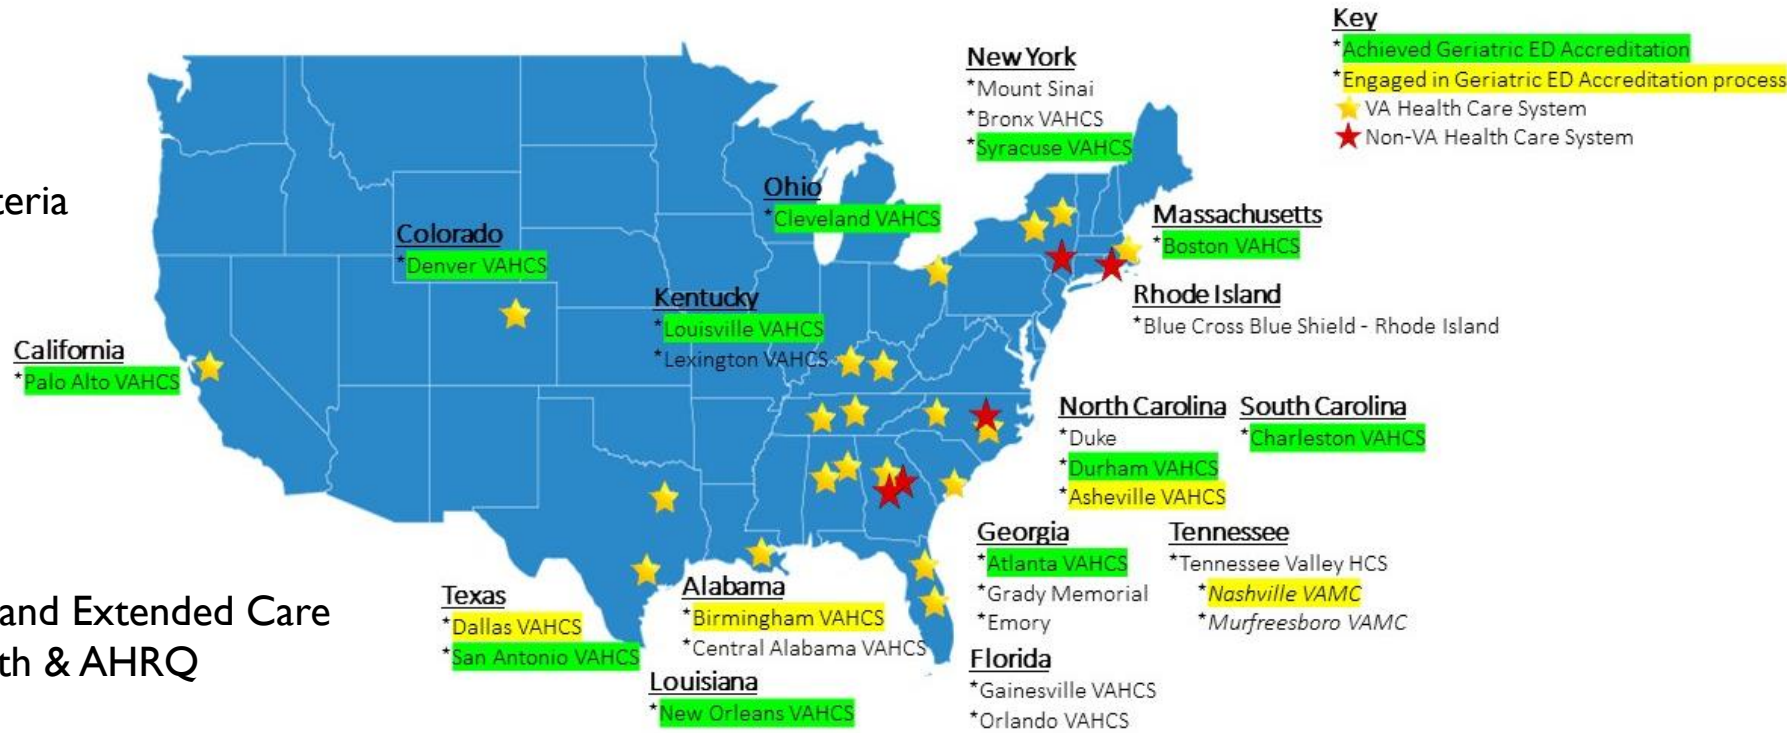 teria
and Extended Care
th & AHRQ
Key
*Achieved Geriatric ED Accreditation
*Engaged in Geriatric ED Accreditation process
VA Health Care System
Non-VA Health Care System
New York
*Mount Sinai
*Bronx VAHCS
*Syracuse VAHCS
Ohio
*Cleveland VAHCS
Massachusetts
*Boston VAHCS
Colorado
*Denver VAHCS
Kentucky
*Louisville VAHCS
*Lexington VAHCS
Rhode Island
*Blue Cross Blue Shield - Rhode Island
California
*Palo Alto VAHCS
North Carolina
*Duke
*Durham VAHCS
*Asheville VAHCS
South Carolina
*Charleston VAHCS
Georgia
*Atlanta VAHCS
*Grady Memorial
*Emory
Tennessee
*Tennessee Valley HCS
*Nashville VAMC
*Murfreesboro VAMC
Texas
*Dallas VAHCS
*San Antonio VAHCS
Alabama
*Birmingham VAHCS
*Central Alabama VAHCS
Louisiana
*New Orleans VAHCS
Florida
*Gainesville VAHCS
*Orlando VAHCS